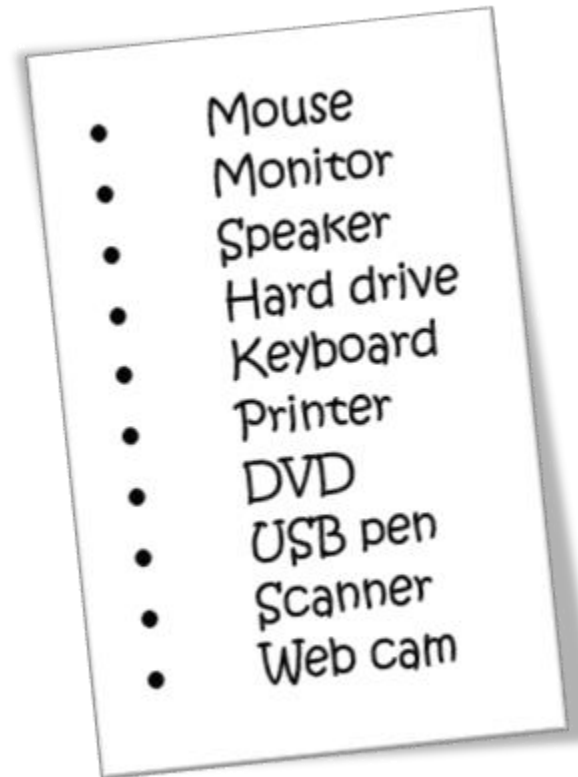 • Mouse
• Monitor
• Speaker
• Hard drive
• Keyboard
• Printer
• DVD
• USB pen
• Scanner
• Web cam